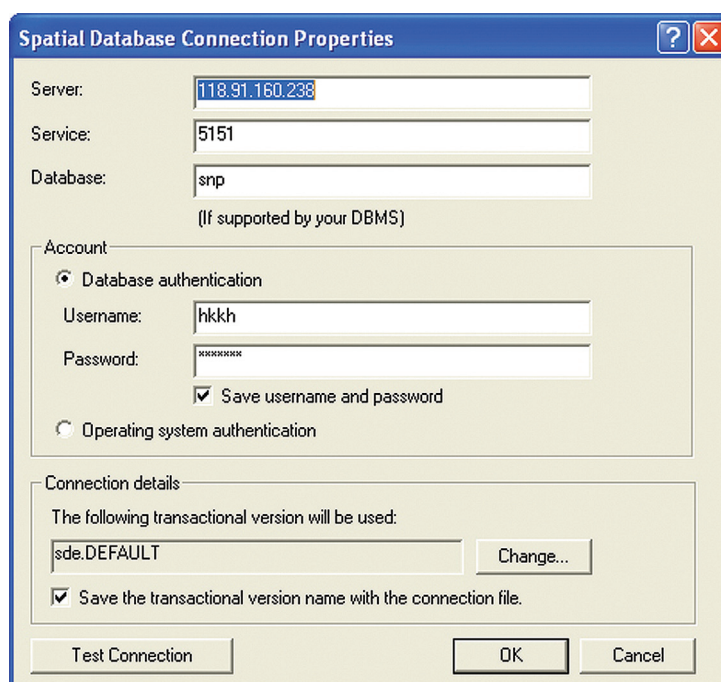 Spatial Database Connection Properties
Server: 118.91.160.238
Service: 5151
Database: snp
(If supported by your DBMS)
Account
Database authentication
Username: hkkh
Password: *******
Save username and password
Operating system authentication
Connection details
The following transactional version will be used:
sde.DEFAULT Change...
Save the transactional version name with the connection file.
Test Connection OK Cancel